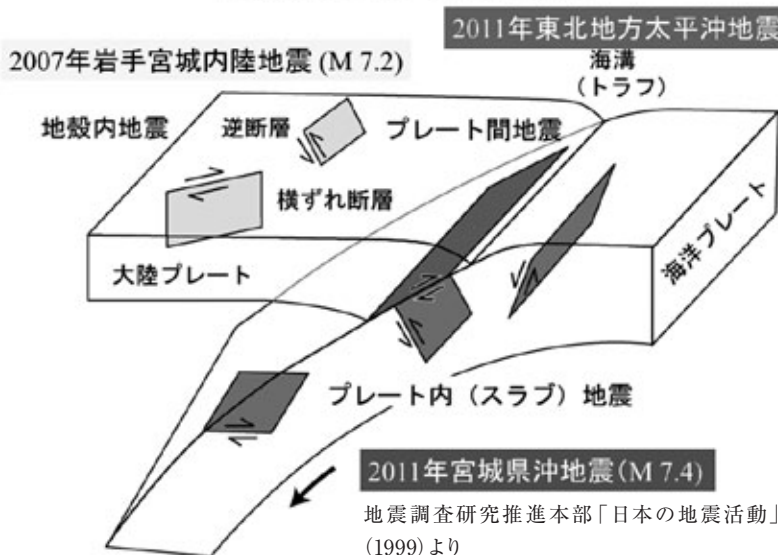 2011年東北地方太平洋沖地震
2007年岩手宮城内陸地震 (M 7.2)
海溝
（トラフ）
地殻内地震
逆断層
プレート間地震
横ずれ断層
大陸プレート
海洋プレート
プレート内（スラブ）地震
2011年宮城県沖地震(M 7.4)
地震調査研究推進本部「日本の地震活動」
(1999)より